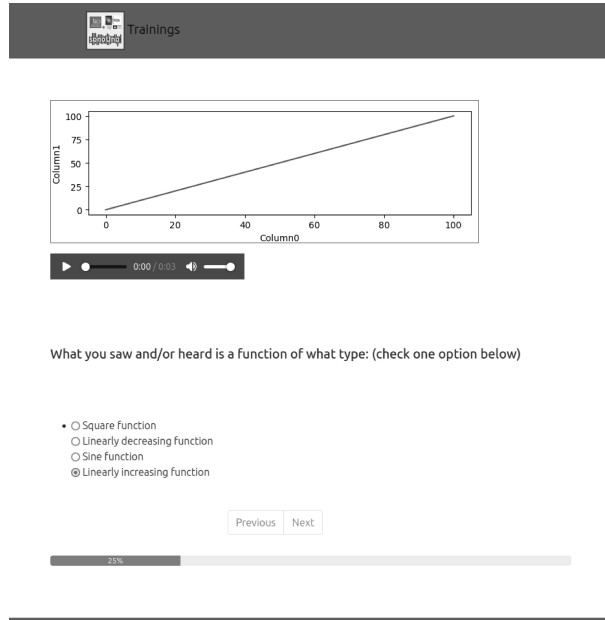 Trainings
sonoUno
100
75
50
25
0
Column1
0 20 40 60 80 100
Column0
0:00 / 0:03
What you saw and/or heard is a function of what type: (check one option below)
Square function
Linearly decreasing function
Sine function
Linearly increasing function
Previous Next
25%